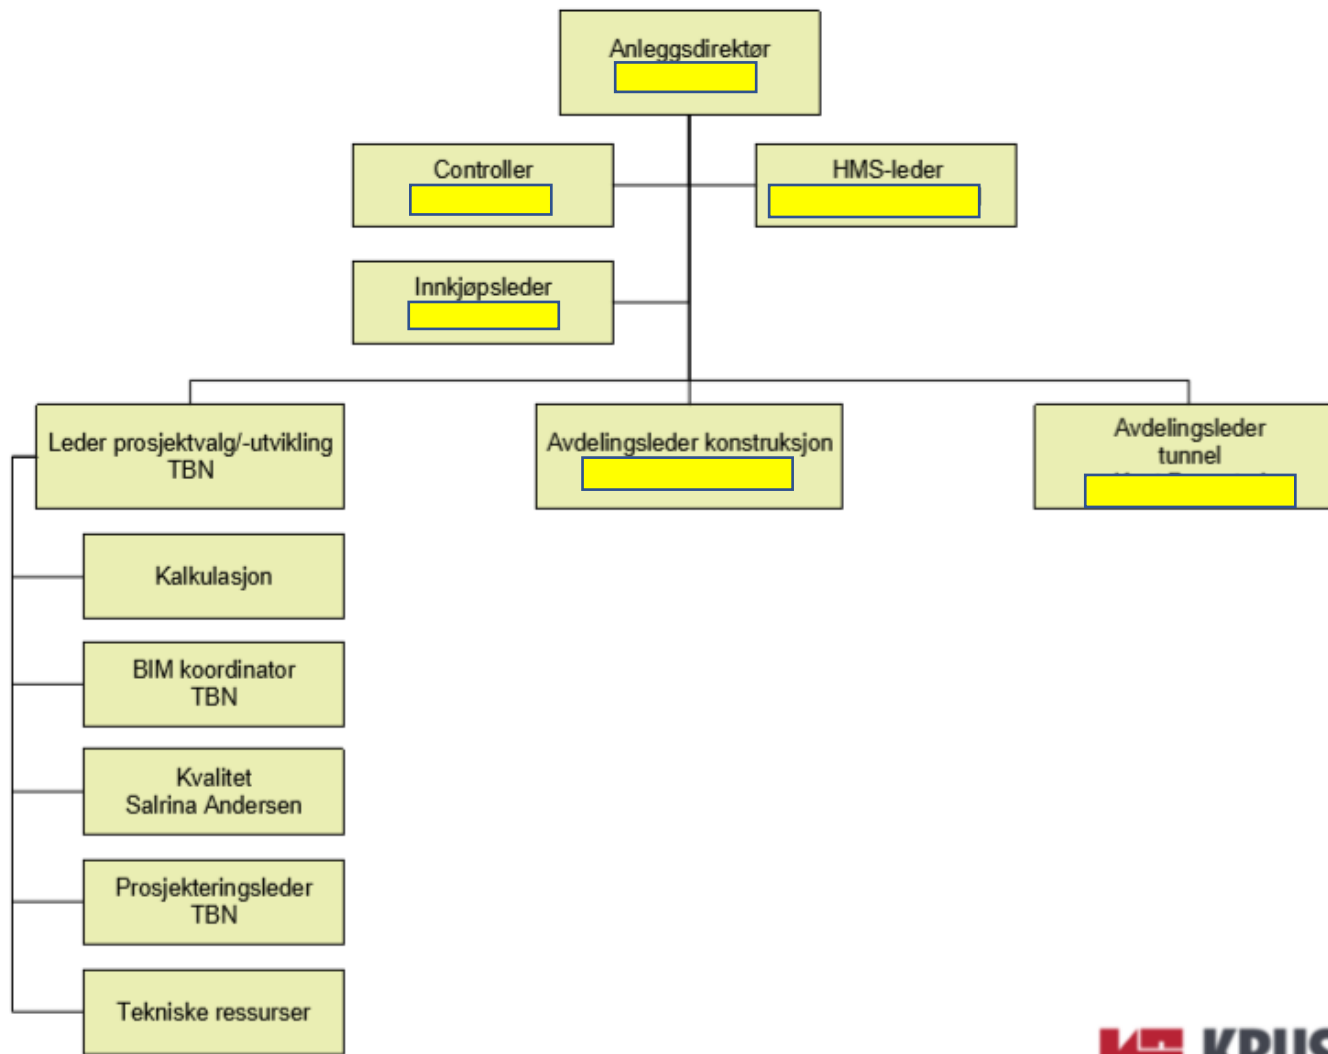 Anleggsdirektør
Controller
HMS-leder
Innkjøpsleder
Leder prosjektvalg/-utvikling
TBN
Avdelingsleder konstruksjon
Avdelingsleder
tunnel
Kalkulasjon
BIM koordinator
TBN
Kvalitet
Salrina Andersen
Prosjekteringsleder
TBN
Tekniske ressurser